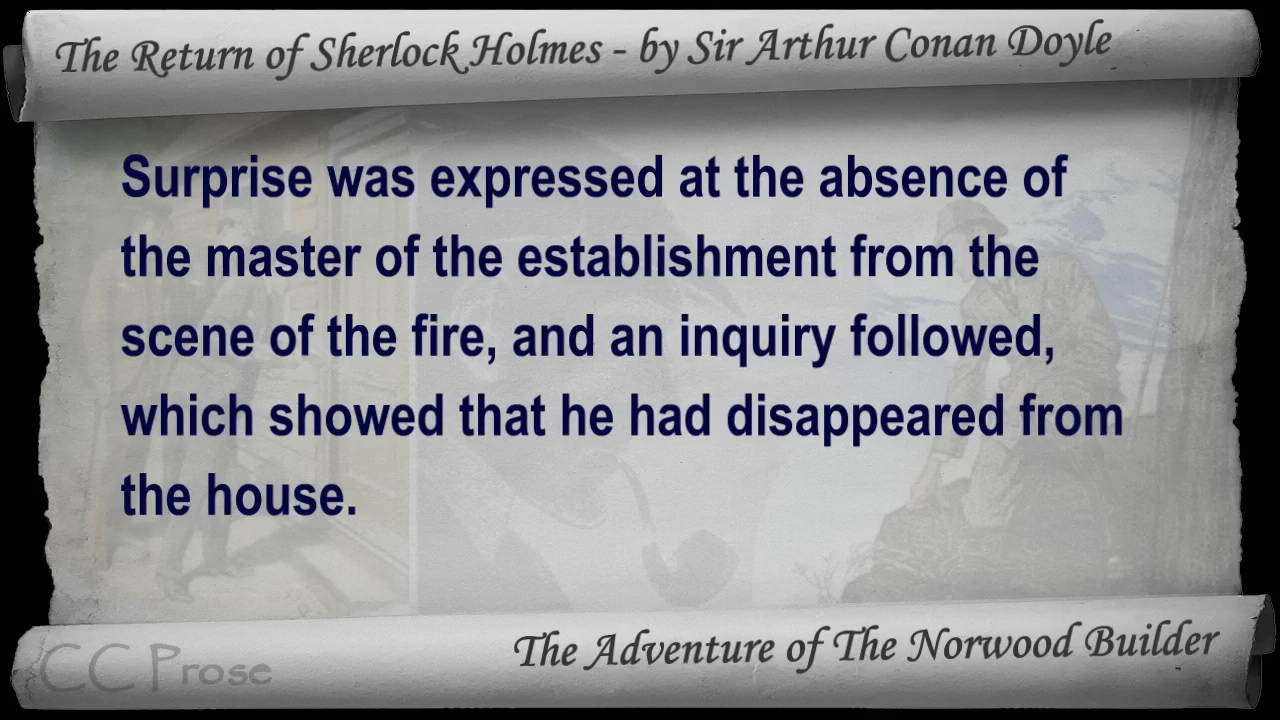 The Return of Sherlock Holmes - by Sir Arthur Conan Doyle
Surprise was expressed at the absence of
the master of the establishment from the
scene of the fire, and an inquiry followed,
which showed that he had disappeared from
the house.
The Adventure of The Norwood Builder
CC Prose